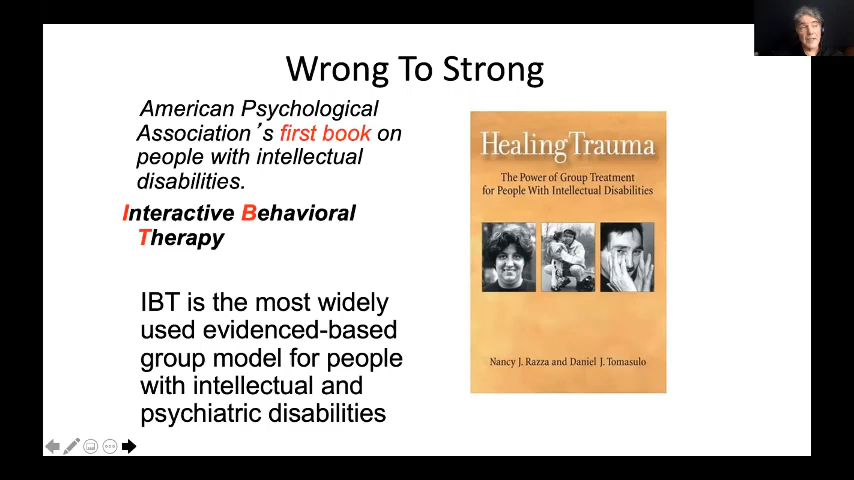 Wrong To Strong
American Psychological
Association´s first book on
people with intellectual
disabilities.
Interactive Behavioral
Therapy
IBT is the most widely
used evidenced-based
group model for people
with intellectual and
psychiatric disabilities
Healing Trauma
The Power of Group Treatment
for People With Intellectual Disabilities
Nancy J. Razza and Daniel J. Tomasulo